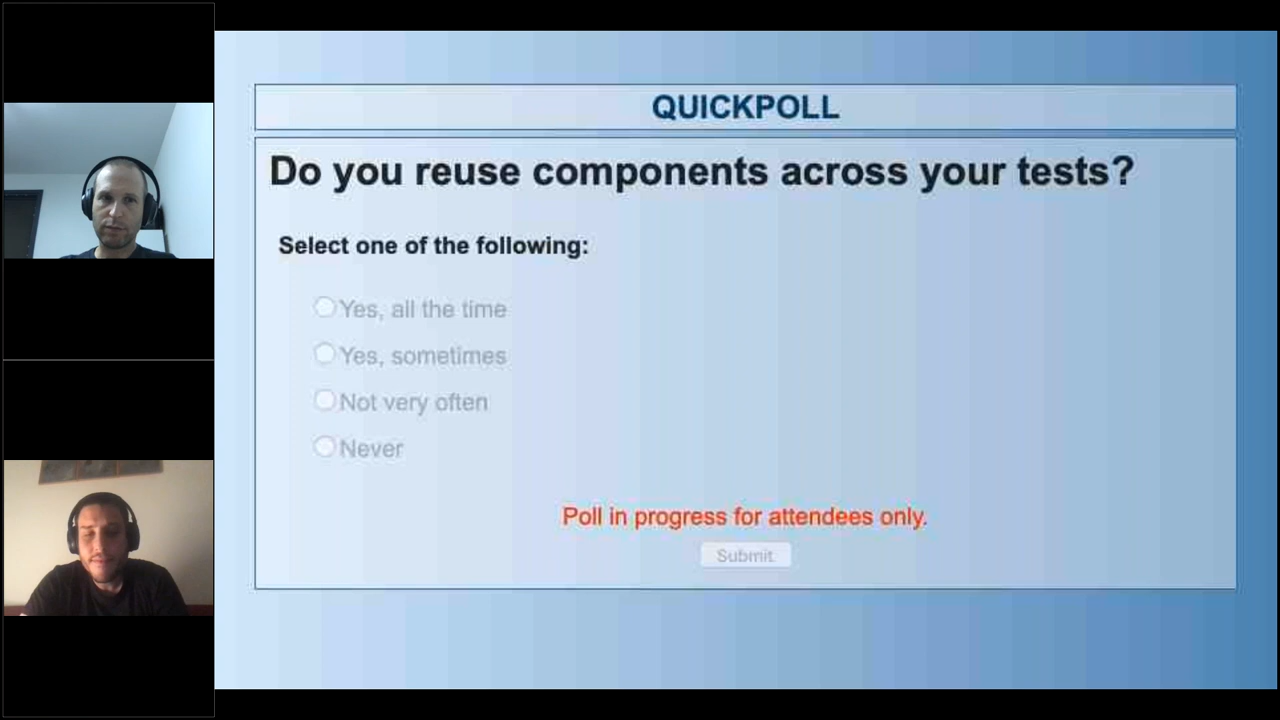 QUICKPOLL
Do you reuse components across your tests?
Select one of the following:
Yes, all the time
Yes, sometimes
Not very often
Never
Poll in progress for attendees only.
Submit